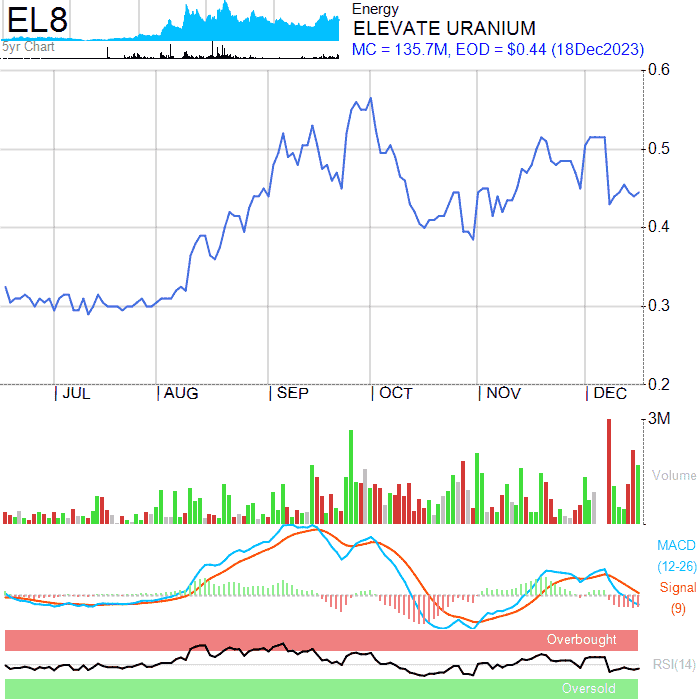 EL8
5yr Chart
Energy
ELEVATE URANIUM
MC = 135.7M, EOD = $0.44 (18Dec2023)
0.6
0.5
0.4
0.3
0.2
JUL AUG SEP OCT NOV DEC
3M
Volume
MACD
(12-26)
Signal
(9)
Overbought
RSI(14)
Oversold